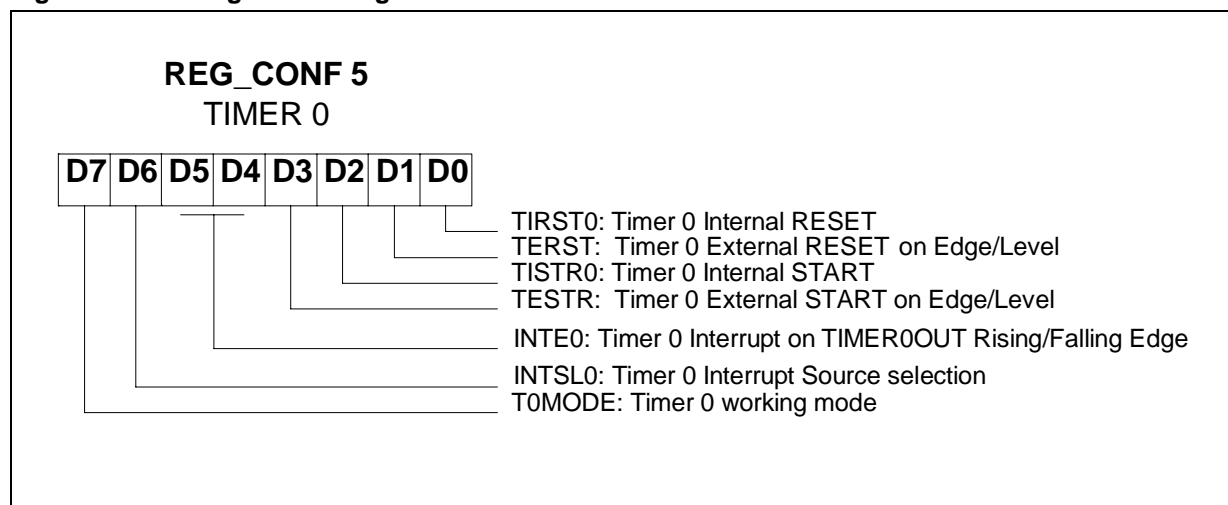 REG_CONF 5
TIMER 0
D7 D6 D5 D4 D3 D2 D1 D0
TIRST0: Timer 0 Internal RESET
TERST: Timer 0 External RESET on Edge/Level
TISTR0: Timer 0 Internal START
TESTR: Timer 0 External START on Edge/Level
INTE0: Timer 0 Interrupt on TIMER0OUT Rising/Falling Edge
INTSL0: Timer 0 Interrupt Source selection
T0MODE: Timer 0 working mode